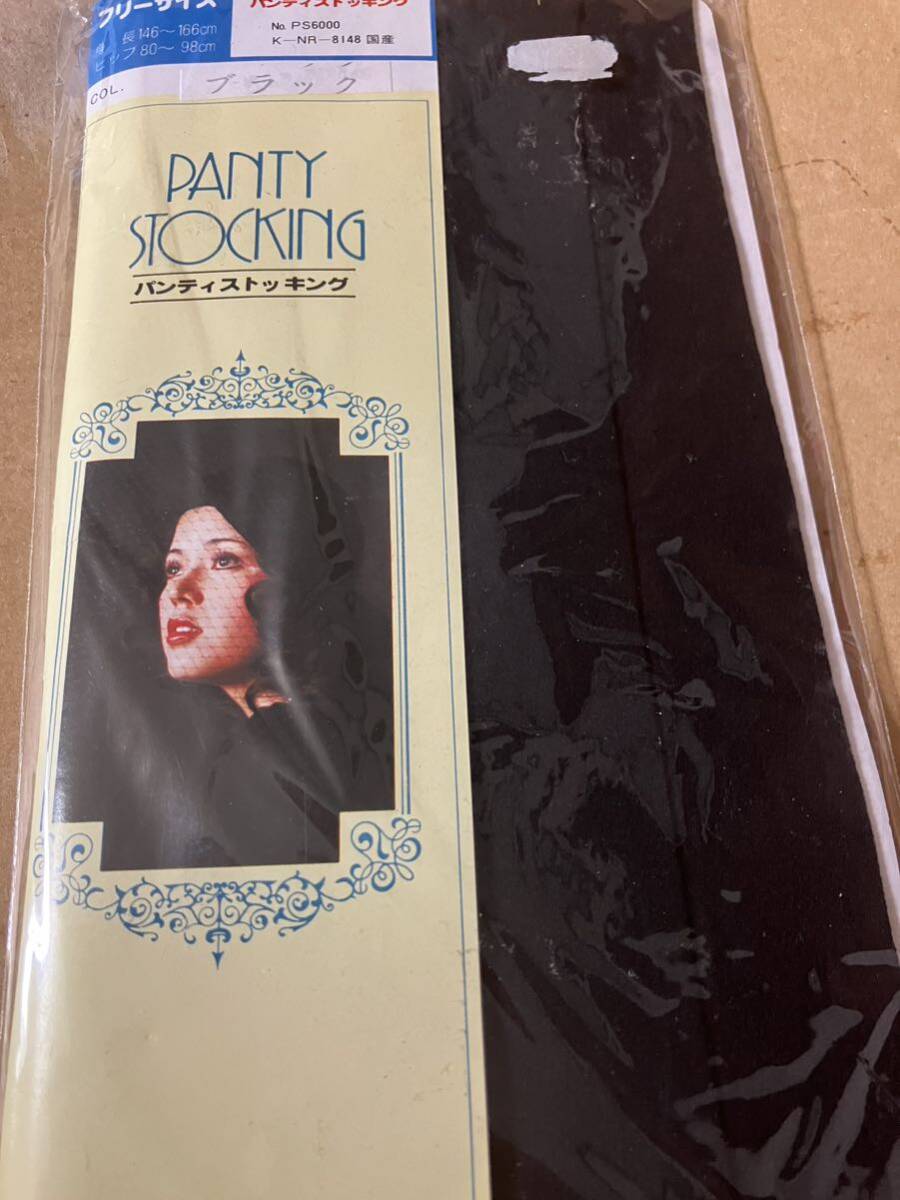 フリーサイズ
身 長146〜166cm
ヒップ80〜 98cm
パンティストッキング
No. PS6000
K—NR—8148 国産
COL.
ブラック
PANTY
STOCKING
パンティストッキング